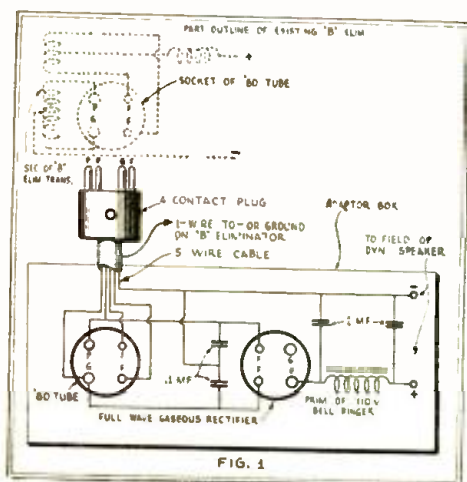 PART OUTLINE OF EXISTING "B" ELIM
+
SOCKET OF '80 TUBE
P F
G F
-
SEC OF "B"
ELIM TRANS.
P F G F
4 CONTACT PLUG
1-WIRE TO - OR GROUND
ON "B" ELIMINATOR
5 WIRE CABLE
ADAPTOR BOX
TO FIELD OF
DYN SPEAKER
-
+
P F
G F
'80 TUBE
.1 MF
FULL WAVE GASEOUS RECTIFIER
F G
F P
MF
PRIM OF 110V
BELL RINGER
FIG. 1